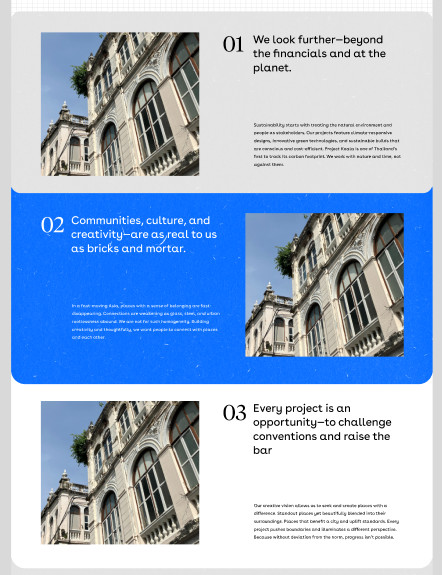 01
We look further—beyond
the financials and at the
planet.
Sustainability starts with treating the natural environment and
people as stakeholders. Our projects feature climate-responsive
designs, innovative green technologies, and sustainable builds that
are conscious and cost-efficient. Project Koala is one of Thailand's
first to track its carbon footprint. We work with nature and time, not
against them.
02
Communities, culture, and
creativity—are as real to us
as bricks and mortar.
In a fast-moving Asia, places with a sense of belonging are fast-
disappearing. Connections are weakening as glass, steel, and urban
rootlessness abound. We are not for such homogeneity. Building
creatively and thoughtfully, we want people to connect with places
and each other
03
Every project is an
opportunity—to challenge
conventions and raise the
bar
Our creative vision allows us to seek and create places with a
difference. Standout places yet beautifully blended into their
surroundings. Places that benefit a city and uplift standards. Every
project pushes boundaries and illuminates a different perspective.
Because without deviation from the norm, progress isn't possible.